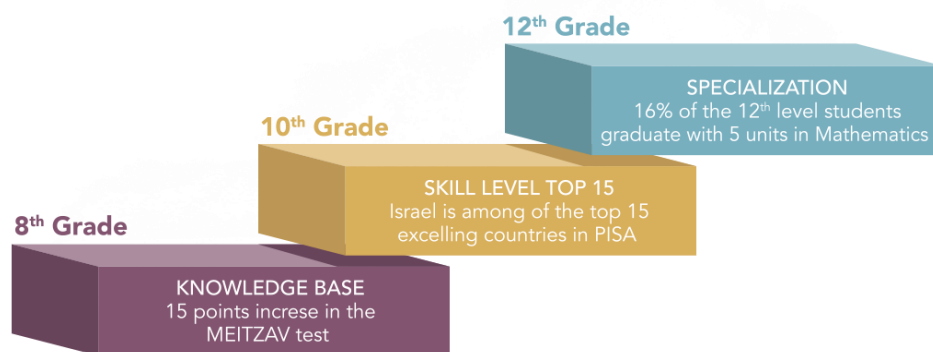 12th Grade
SPECIALIZATION
16% of the 12th level students
graduate with 5 units in Mathematics
10th Grade
SKILL LEVEL TOP 15
Israel is among of the top 15
excelling countries in PISA
8th Grade
KNOWLEDGE BASE
15 points increse in the
MEITZAV test